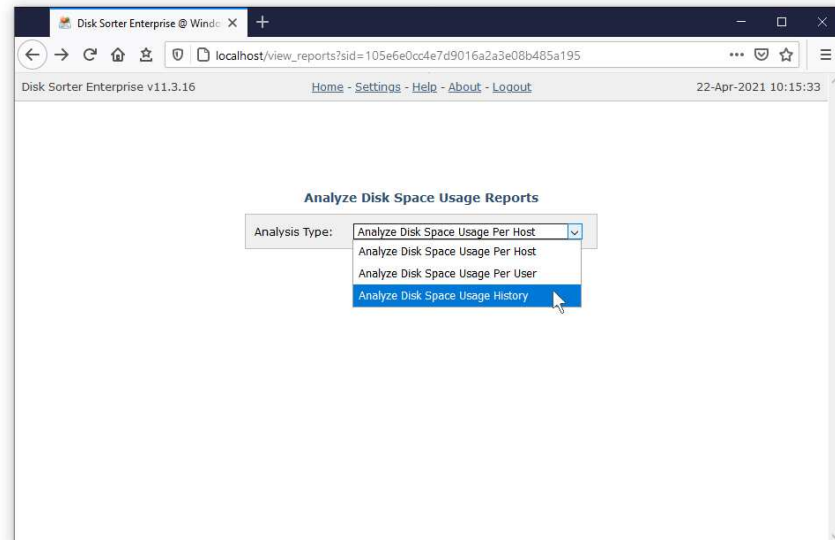 Disk Sorter Enterprise @ Windo
localhost/view_reports?sid=105e6e0cc4e7d9016a2a3e08b485a195
Disk Sorter Enterprise v11.3.16 Home - Settings - Help - About - Logout 22-Apr-2021 10:15:33
Analyze Disk Space Usage Reports
Analysis Type: Analyze Disk Space Usage Per Host
Analyze Disk Space Usage Per Host
Analyze Disk Space Usage Per User
Analyze Disk Space Usage History